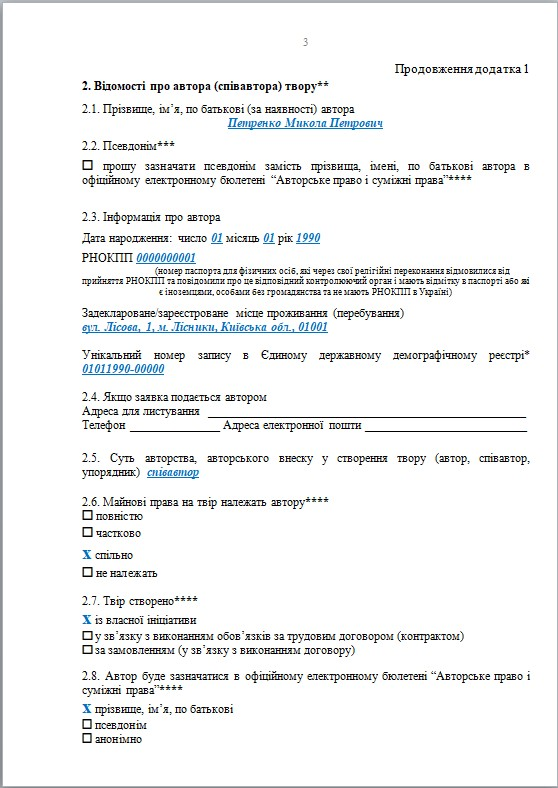 3
Продовження додатка 1
2. Відомості про автора (співавтора) твору**
2.1. Прізвище, ім’я, по батькові (за наявності) автора
Петренко Микола Петрович
2.2. Псевдонім***
☐ прошу зазначати псевдонім замість прізвища, імені, по батькові автора в
офіційному електронному бюлетені “Авторське право і суміжні права”****
2.3. Інформація про автора
Дата народження: число 01 місяць 01 рік 1990
РНОКПП 0000000001
(номер паспорта для фізичних осіб, які через свої релігійні переконання відмовилися від
прийняття РНОКПП та повідомили про це відповідний контролюючий орган і мають відмітку в паспорті або які
є іноземцями, особами без громадянства та не мають РНОКПП в Україні)
Задеклароване/зареєстроване місце проживання (перебування)
вул. Лісова, 1, м. Лісники, Київська обл., 01001
Унікальний номер запису в Єдиному державному демографічному реєстрі*
01011990-00000
2.4. Якщо заявка подається автором
Адреса для листування ____________________
Телефон __________ Адреса електронної пошти ____________________
2.5. Суть авторства, авторського внеску у створення твору (автор, співавтор,
упорядник) співавтор
2.6. Майнові права на твір належать автору****
☐ повністю
☐ частково
X спільно
☐ не належать
2.7. Твір створено****
X із власної ініціативи
☐ у зв’язку з виконанням обов’язків за трудовим договором (контрактом)
☐ за замовленням (у зв’язку з виконанням договору)
2.8. Автор буде зазначатися в офіційному електронному бюлетені “Авторське право і
суміжні права”****
X прізвище, ім’я, по батькові
☐ псевдонім
☐ анонімно